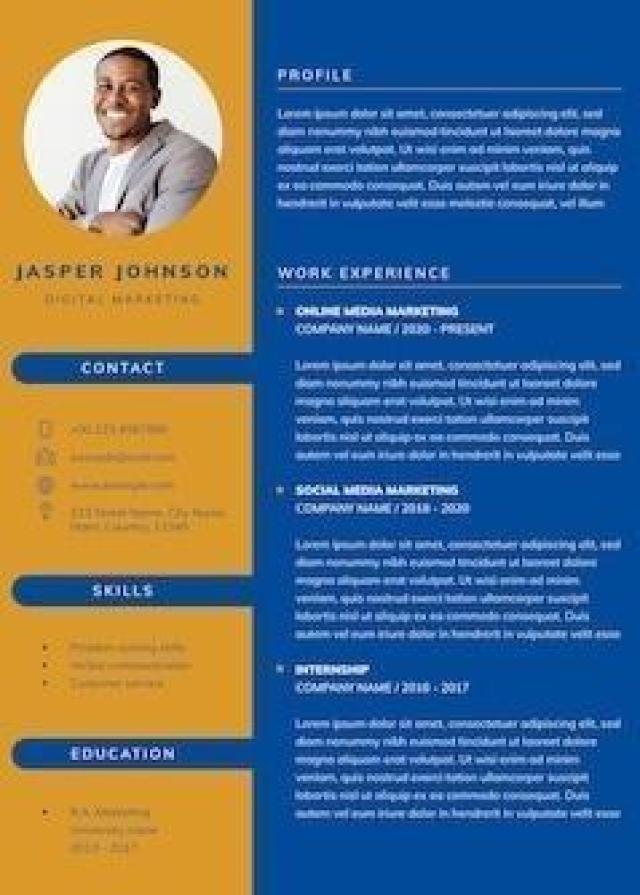 JASPER JOHNSON
DIGITAL MARKETING
CONTACT
+00 123 4567890
www.example.com
123 Street Name, City Name
State, Country, 12345
SKILLS
Problem solving skills
Verbal communication
Customer service
EDUCATION
B.A. Marketing
University name
2013 - 2017
PROFILE
Lorem ipsum dolor sit amet, consectetuer adipiscing elit, sed
diam nonummy nibh euismod tincidunt ut laoreet dolore magna
aliquam erat volutpat. Ut wisi enim ad minim veniam, quis
nostrud exerci tation ullamcorper suscipit lobortis nisl ut aliquip
ex ea commodo consequat. Duis autem vel eum iriure dolor in
hendrerit in vulputate velit esse molestie consequat, vel illum
WORK EXPERIENCE
ONLINE MEDIA MARKETING
COMPANY NAME / 2020 - PRESENT
Lorem ipsum dolor sit amet, consectetuer adipiscing elit, sed
diam nonummy nibh euismod tincidunt ut laoreet dolore
magna aliquam erat volutpat. Ut wisi enim ad minim
veniam, quis nostrud exerci tation ullamcorper suscipit
lobortis nisl ut aliquip ex ea commodo consequat. Duis
autem vel eum iriure dolor in hendrerit in vulputate velit esse
SOCIAL MEDIA MARKETING
COMPANY NAME / 2018 - 2020
Lorem ipsum dolor sit amet, consectetuer adipiscing elit, sed
diam nonummy nibh euismod tincidunt ut laoreet dolore
magna aliquam erat volutpat. Ut wisi enim ad minim
veniam, quis nostrud exerci tation ullamcorper suscipit
lobortis nisl ut aliquip ex ea commodo consequat. Duis
autem vel eum iriure dolor in hendrerit in vulputate velit esse
INTERNSHIP
COMPANY NAME / 2016 - 2017
Lorem ipsum dolor sit amet, consectetuer adipiscing elit, sed
diam nonummy nibh euismod tincidunt ut laoreet dolore
magna aliquam erat volutpat. Ut wisi enim ad minim
veniam, quis nostrud exerci tation ullamcorper suscipit
lobortis nisl ut aliquip ex ea commodo consequat. Duis
autem vel eum iriure dolor in hendrerit in vulputate velit esse